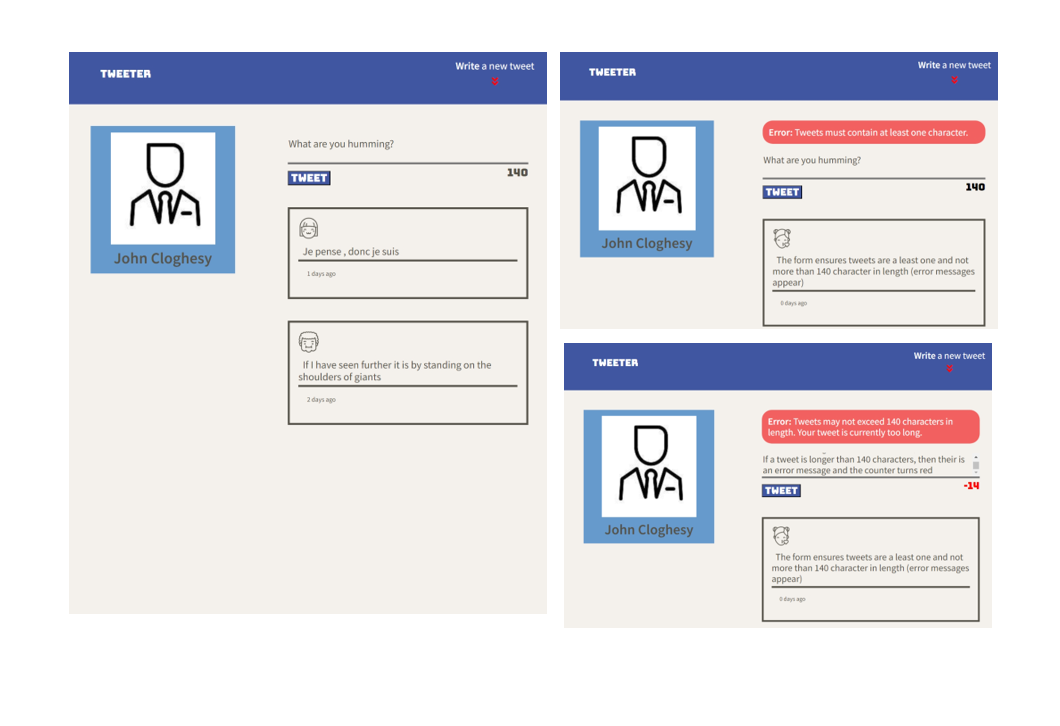 TWEETER
Write a new tweet
John Cloghesy
What are you humming?
TWEET
140
Je pense , donc je suis
1 days ago
If I have seen further it is by standing on the
shoulders of giants
2 days ago
TWEETER
Write a new tweet
John Cloghesy
Error: Tweets must contain at least one character.
What are you humming?
TWEET
140
The form ensures tweets are a least one and not
more than 140 character in length (error messages
appear)
0 days ago
TWEETER
Write a new tweet
John Cloghesy
Error: Tweets may not exceed 140 characters in
length. Your tweet is currently too long.
If a tweet is longer than 140 characters, then their is
an error message and the counter turns red
TWEET
-14
The form ensures tweets are a least one and not
more than 140 character in length (error messages
appear)
0 days ago